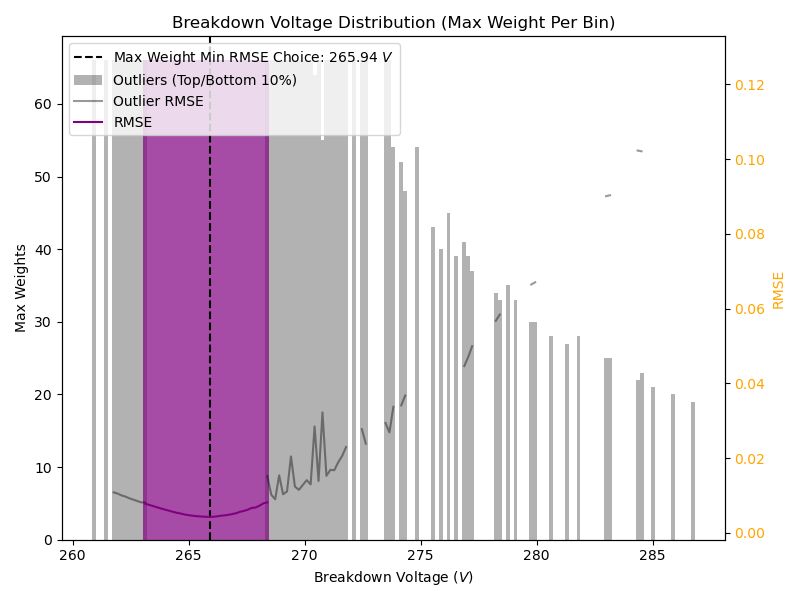 Breakdown Voltage Distribution (Max Weight Per Bin)
Max Weight Min RMSE Choice: 265.94 V
Outliers (Top/Bottom 10%)
Outlier RMSE
RMSE
60
50
40
30
20
10
0
Max Weights
0.12
0.10
0.08
0.06
0.04
0.02
0.00
RMSE
260 265 270 275 280 285
Breakdown Voltage (V)